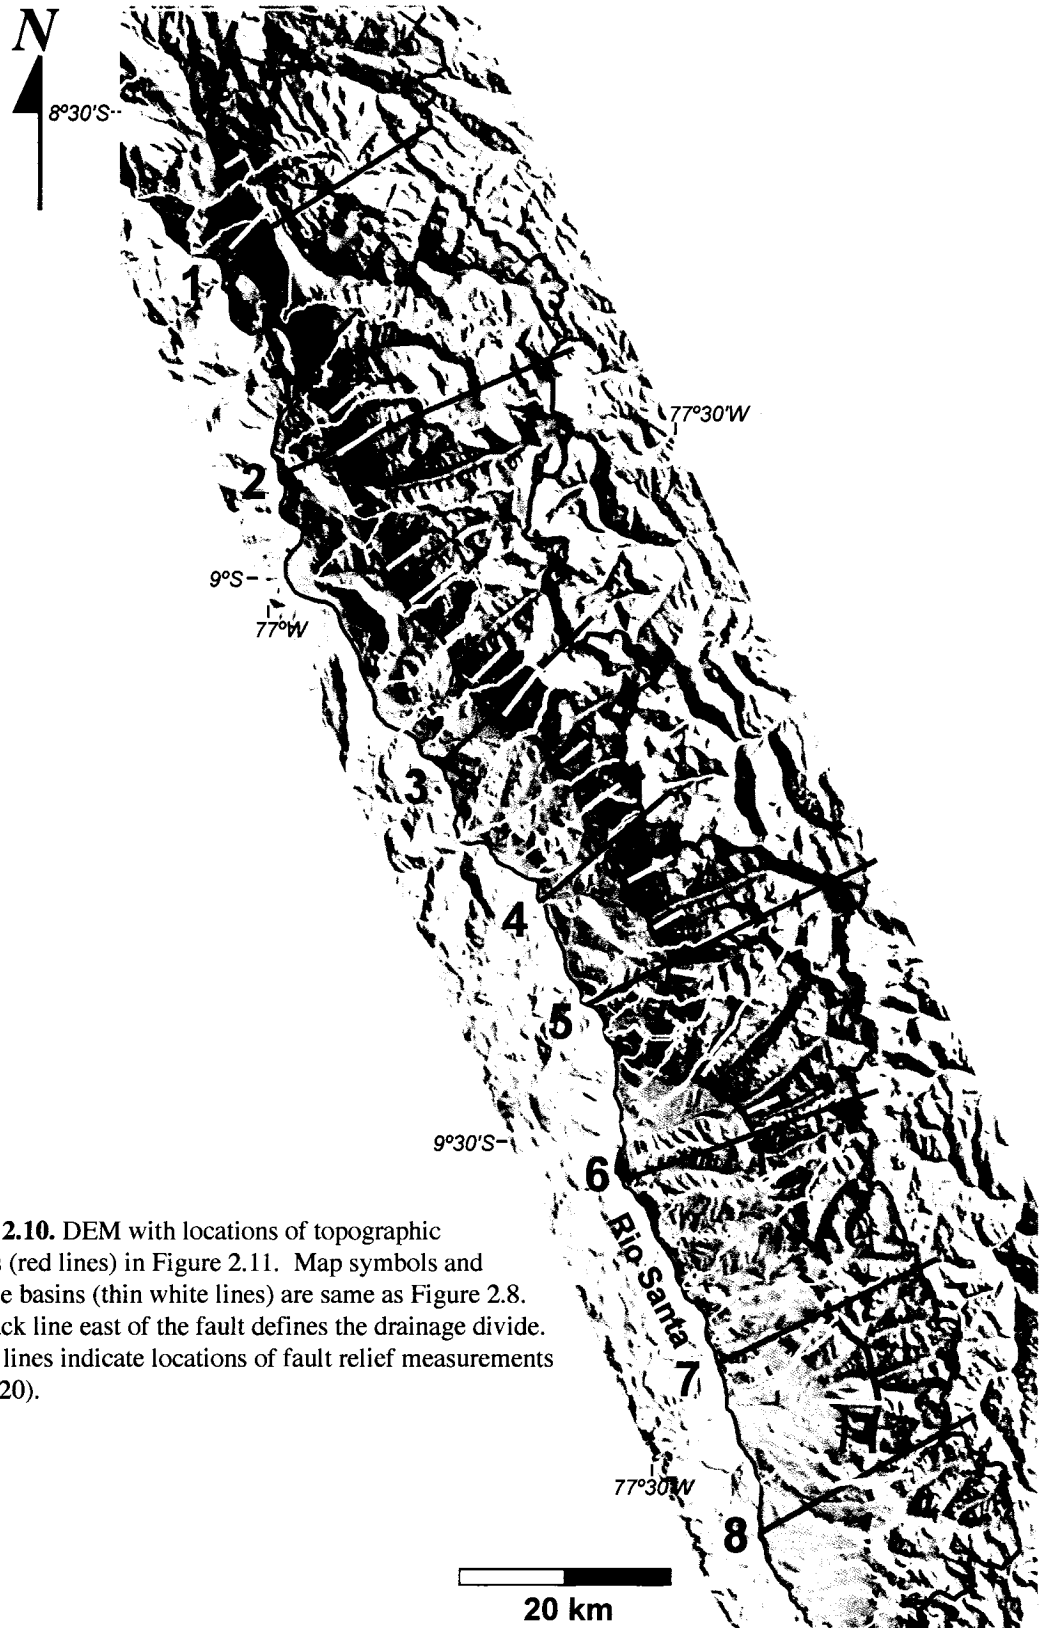 N
8°30'S
1
77°30'W
2
9°S
77°W
3
4
5
9°30'S
6
Rio Santa
2.10. DEM with locations of topographic
s (red lines) in Figure 2.11. Map symbols and
e basins (thin white lines) are same as Figure 2.8.
ck line east of the fault defines the drainage divide.
lines indicate locations of fault relief measurements
20).
7
77°30'W
8
20 km